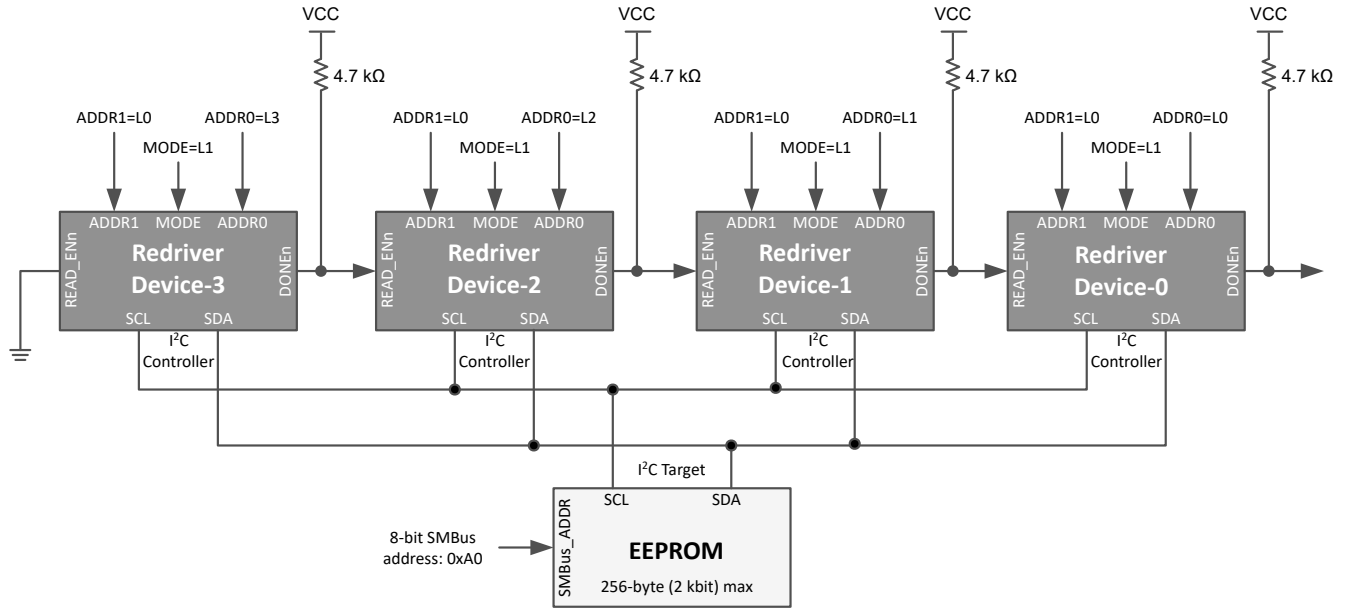 VCC
VCC
VCC
VCC
4.7 kΩ
4.7 kΩ
4.7 kΩ
4.7 kΩ
ADDR1=L0
ADDR0=L3
MODE=L1
ADDR1=L0
ADDR0=L2
MODE=L1
ADDR1=L0
ADDR0=L1
MODE=L1
ADDR1=L0
ADDR0=L0
MODE=L1
ADDR1 MODE ADDR0
READ_ENn
Redriver
Device-3
DONEn
SCL SDA
I²C
Controller
ADDR1 MODE ADDR0
READ_ENn
Redriver
Device-2
DONEn
SCL SDA
I²C
Controller
ADDR1 MODE ADDR0
READ_ENn
Redriver
Device-1
DONEn
SCL SDA
I²C
Controller
ADDR1 MODE ADDR0
READ_ENn
Redriver
Device-0
DONEn
SCL SDA
I²C
Controller
I²C Target
SCL SDA
8-bit SMBus
address: 0xA0
SMBus_ADDR
EEPROM
256-byte (2 kbit) max